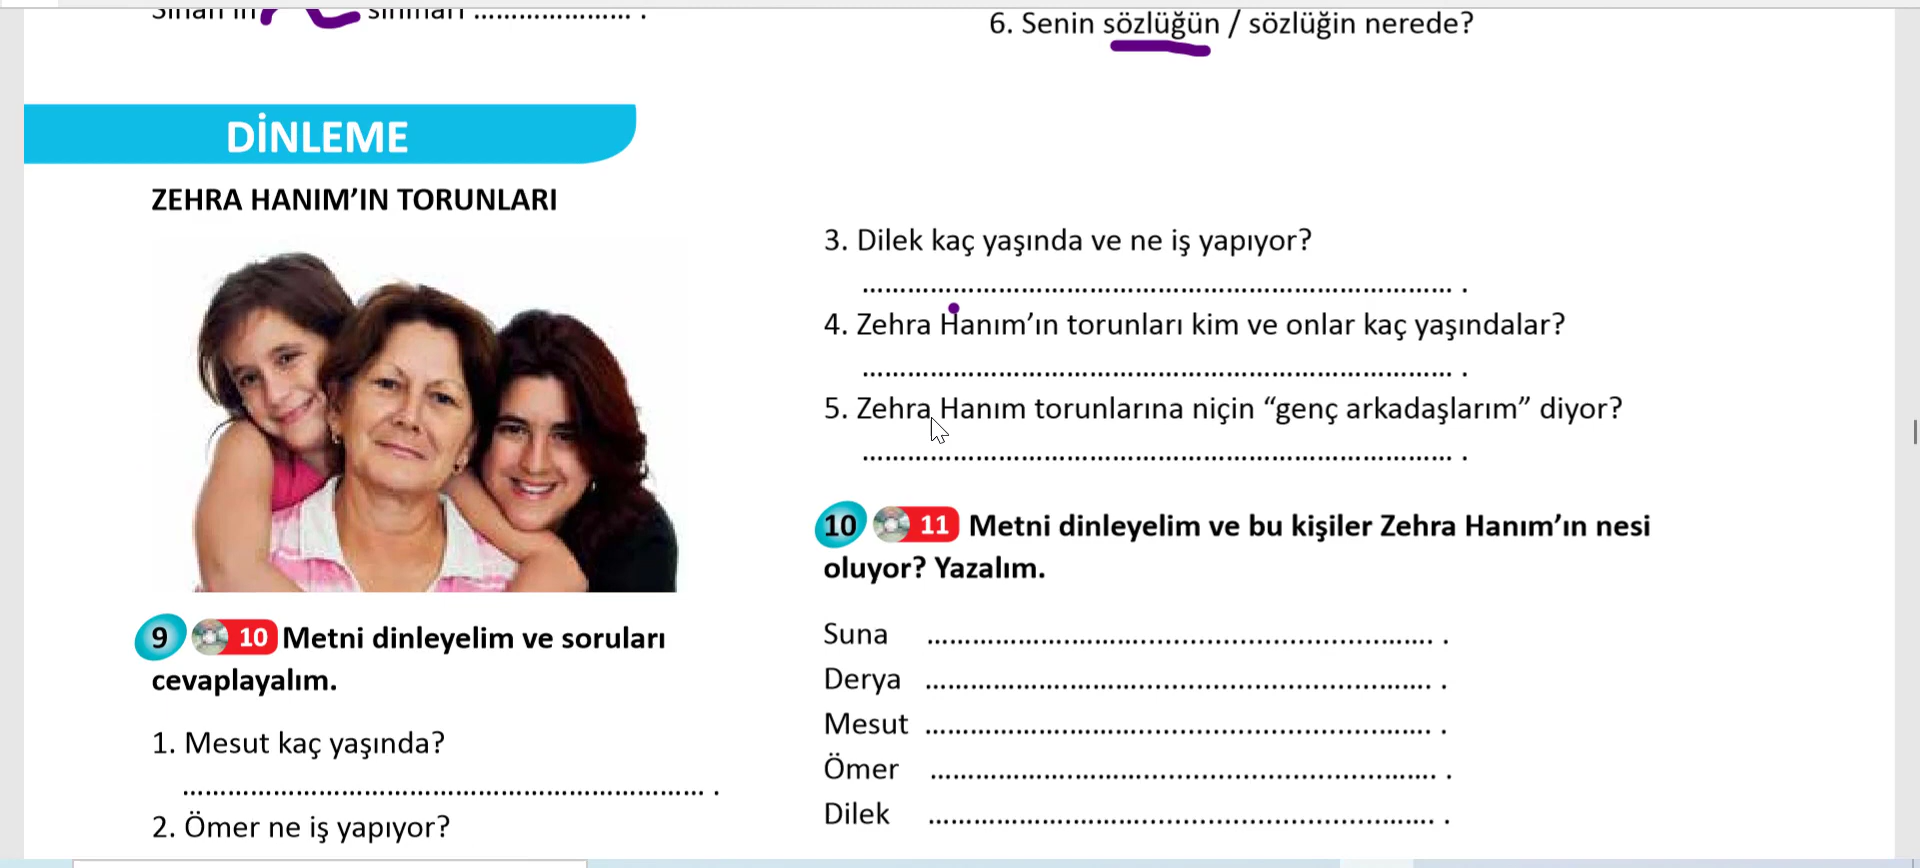 Sinan'ın sınıfları ........................ .
6. Senin sözlüğün / sözlüğin nerede?
DİNLEME
ZEHRA HANIM’IN TORUNLARI
9 10 Metni dinleyelim ve soruları
cevaplayalım.
1. Mesut kaç yaşında?
...................................................................... .
2. Ömer ne iş yapıyor?
3. Dilek kaç yaşında ve ne iş yapıyor?
............................................................................... .
4. Zehra Hanım’ın torunları kim ve onlar kaç yaşındalar?
............................................................................... .
5. Zehra Hanım torunlarına niçin “genç arkadaşlarım” diyor?
............................................................................... .
10 11 Metni dinleyelim ve bu kişiler Zehra Hanım’ın nesi
oluyor? Yazalım.
Suna .................................................................... .
Derya .................................................................... .
Mesut .................................................................... .
Ömer .................................................................... .
Dilek .................................................................... .